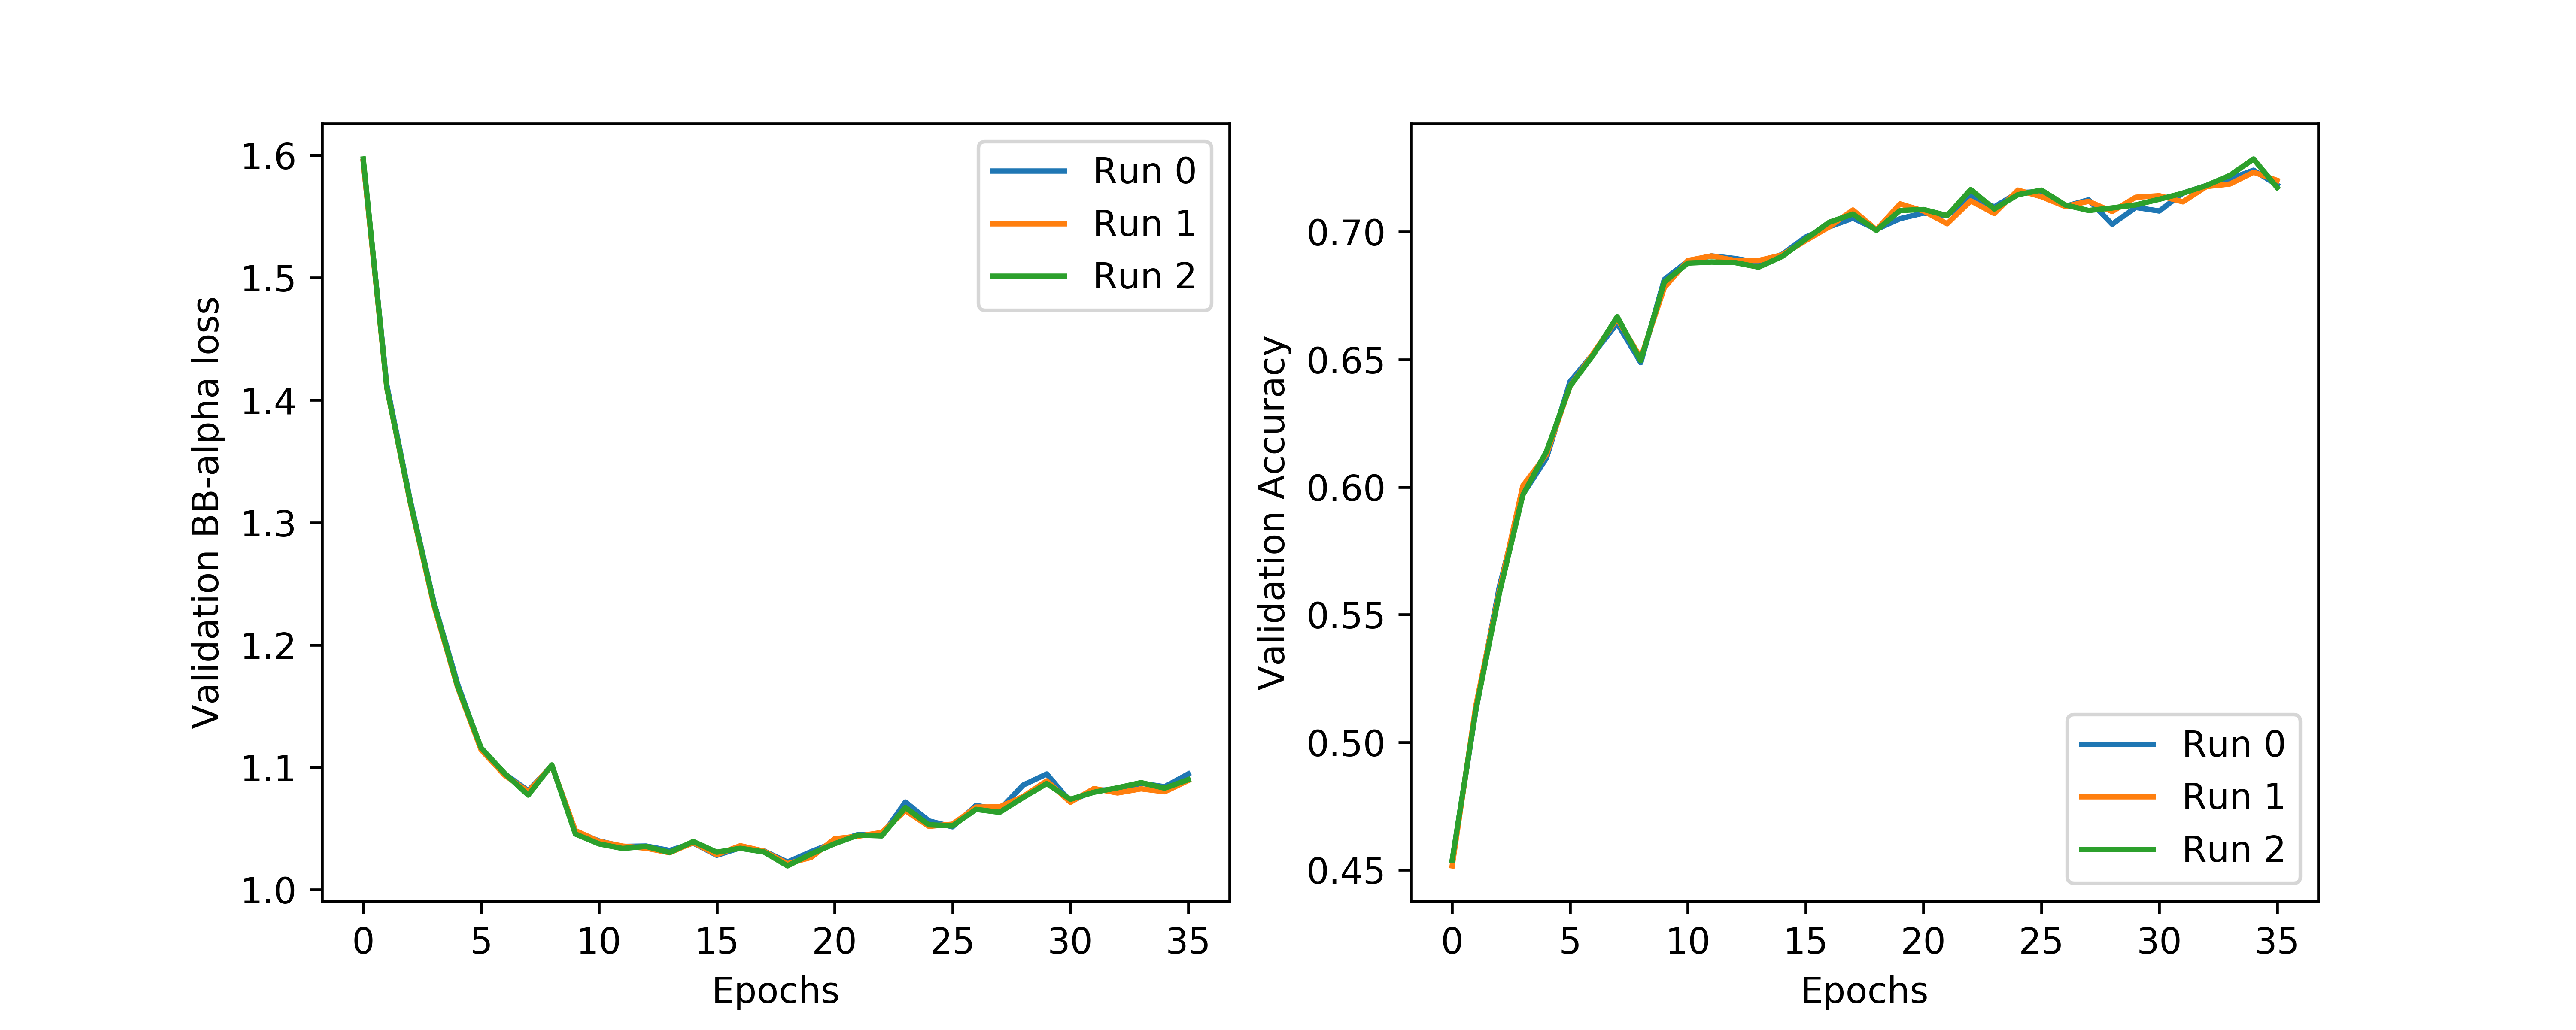 Validation BB-alpha loss
1.6
1.5
1.4
1.3
1.2
1.1
1.0
0 5 10 15 20 25 30 35
Epochs
Run 0
Run 1
Run 2
Validation Accuracy
0.70
0.65
0.60
0.55
0.50
0.45
0 5 10 15 20 25 30 35
Epochs
Run 0
Run 1
Run 2